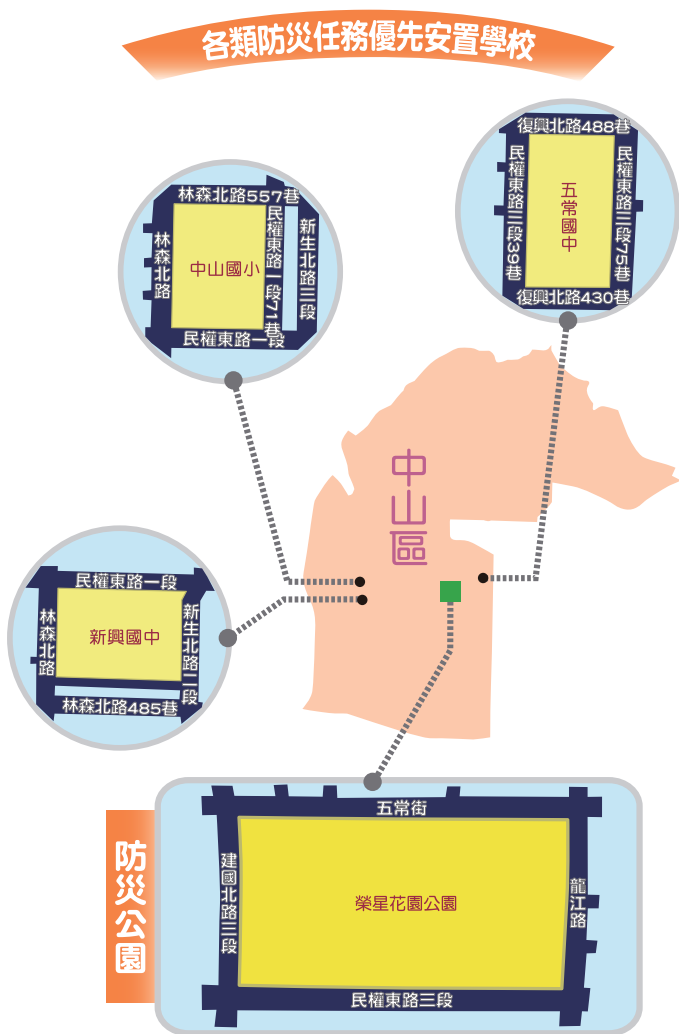 各類防災任務優先安置學校
復興北路488巷
民權東路三段39巷
五常國中
民權東路三段75巷
復興北路430巷
林森北路557巷
林森北路
中山國小
民權東路一段71巷
新生北路三段
民權東路一段
中山區
民權東路一段
林森北路
新興國中
新生北路二段
林森北路485巷
防災公園
五常街
建國北路三段
榮星花園公園
龍江路
民權東路三段